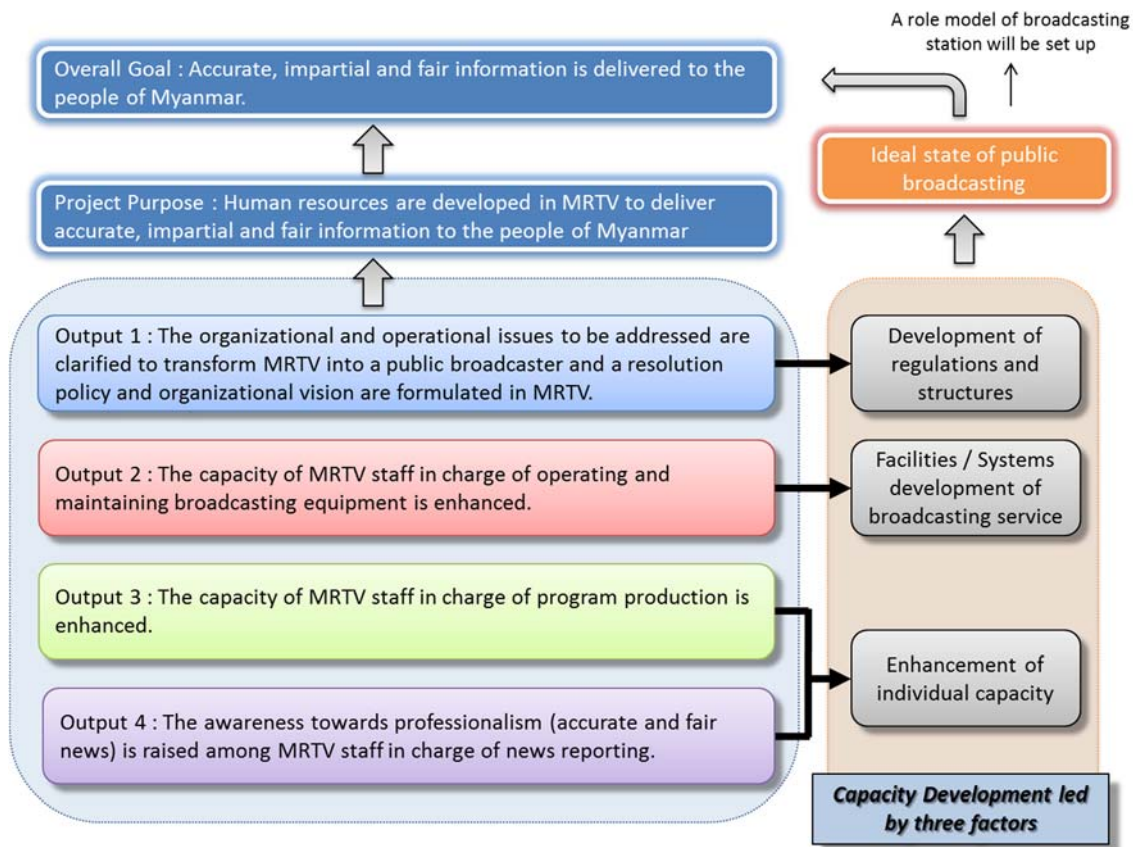 A role model of broadcasting
station will be set up
Overall Goal : Accurate, impartial and fair information is delivered to the
people of Myanmar.
Ideal state of public
broadcasting
Project Purpose : Human resources are developed in MRTV to deliver
accurate, impartial and fair information to the people of Myanmar
Output 1 : The organizational and operational issues to be addressed are
clarified to transform MRTV into a public broadcaster and a resolution
policy and organizational vision are formulated in MRTV.
Development of
regulations and
structures
Output 2 : The capacity of MRTV staff in charge of operating and
maintaining broadcasting equipment is enhanced.
Facilities / Systems
development of
broadcasting service
Output 3 : The capacity of MRTV staff in charge of program production is
enhanced.
Output 4 : The awareness towards professionalism (accurate and fair
news) is raised among MRTV staff in charge of news reporting.
Enhancement of
individual capacity
Capacity Development led
by three factors